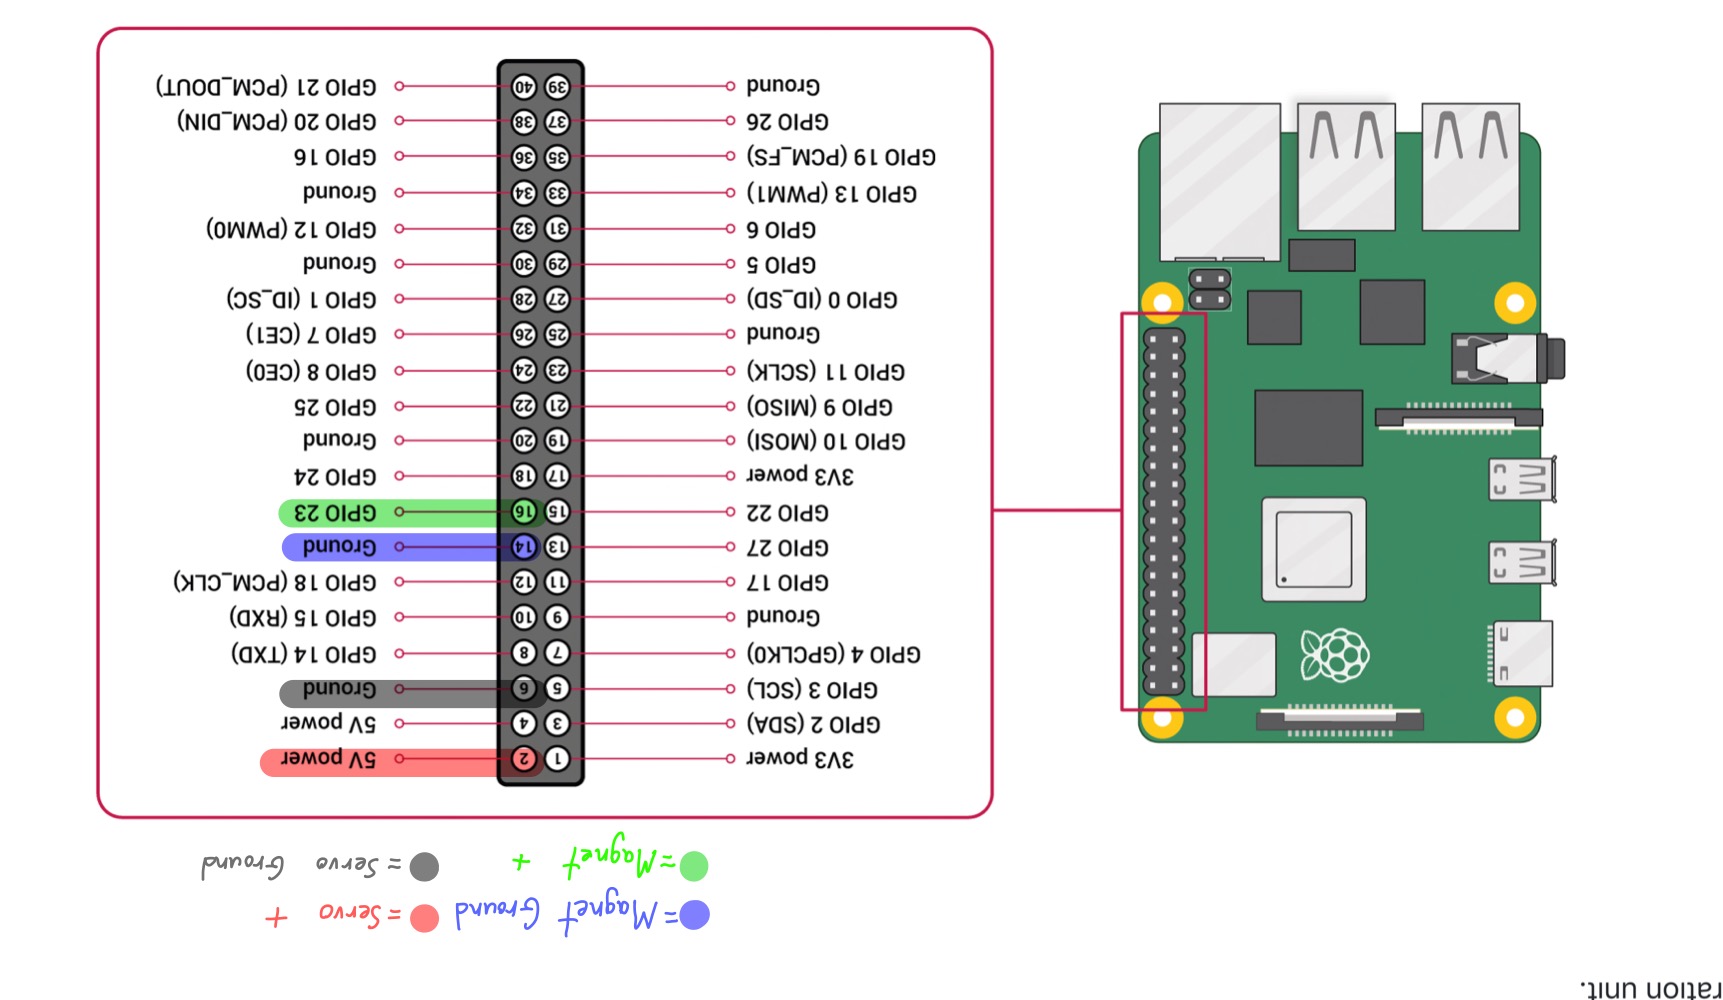 ration unit.
= Magnet Ground = Servo +
= Magnet + = Servo Ground
3V3 power 1 2 5V power
GPIO 2 (SDA) 3 4 5V power
GPIO 3 (SCL) 5 6 Ground
GPIO 4 (GPCLK0) 7 8 GPIO 14 (TXD)
Ground 9 10 GPIO 15 (RXD)
GPIO 17 11 12 GPIO 18 (PCM_CLK)
GPIO 27 13 14 Ground
GPIO 22 15 16 GPIO 23
3V3 power 17 18 GPIO 24
GPIO 10 (MOSI) 19 20 Ground
GPIO 9 (MISO) 21 22 GPIO 25
GPIO 11 (SCLK) 23 24 GPIO 8 (CE0)
Ground 25 26 GPIO 7 (CE1)
GPIO 0 (ID_SD) 27 28 GPIO 1 (ID_SC)
GPIO 5 29 30 Ground
GPIO 6 31 32 GPIO 12 (PWM0)
GPIO 13 (PWM1) 33 34 Ground
GPIO 19 (PCM_FS) 35 36 GPIO 16
GPIO 26 37 38 GPIO 20 (PCM_DIN)
Ground 39 40 GPIO 21 (PCM_DOUT)